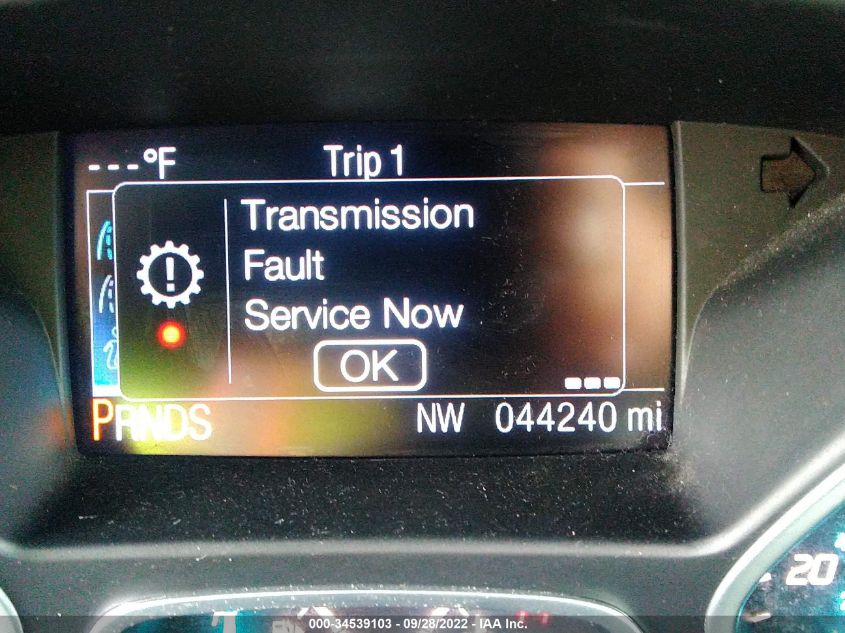 ---°F Trip 1
Transmission
Fault
!
Service Now
OK
PRNDS NW 044240 mi
20
000-34539103 - 09/28/2022 - IAA Inc.